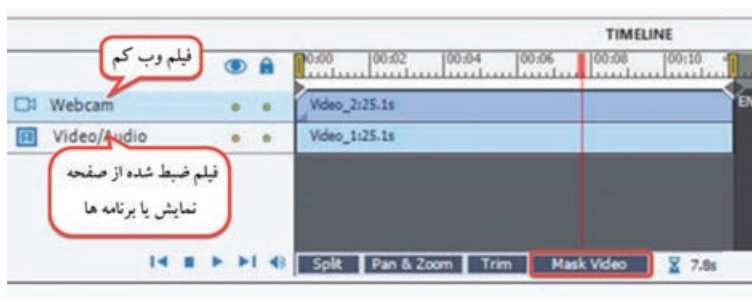 TIMELINE
فیلم وب کم
00:00 00:02 00:04 00:06 00:08 00:10
Webcam
Video_2:25.1s
EN
Video/Audio
Video_1:25.1s
فیلم ضبط شده از صفحه
نمایش یا برنامه ها
Split Pan & Zoom Trim Mask Video 7.8s